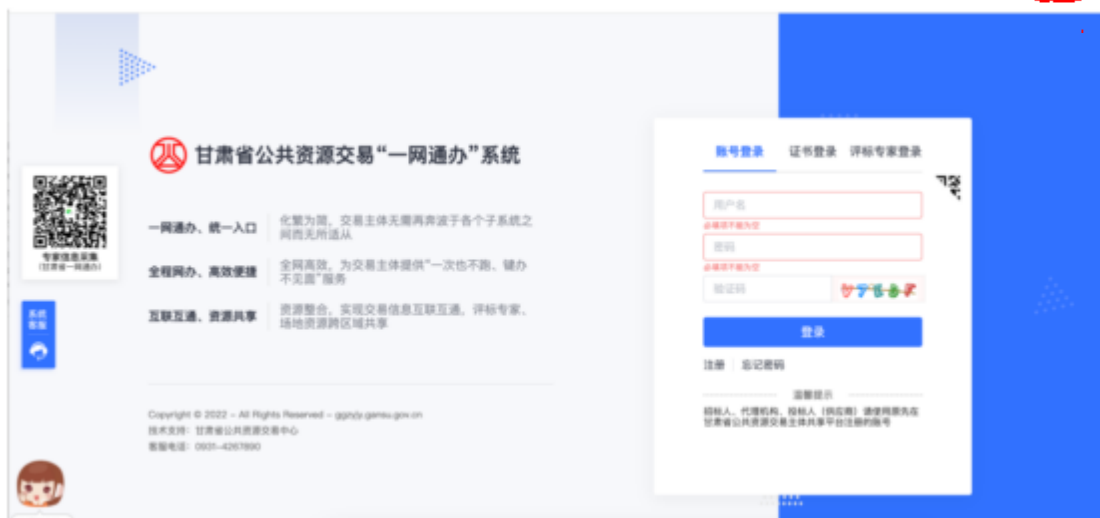 甘肃省公共资源交易“一网通办”系统
专家信息采集
(甘肃省一网通办)
一网通办、统一入口
化繁为简，交易主体无需再奔波于各个子系统之
间而无所适从
全程网办、高效便捷
全网高效，为交易主体提供“一次也不跑、键办
不见面”服务
互联互通、资源共享
资源整合，实现交易信息互联互通，评标专家、
场地资源跨区域共享
系统
客服
Copyright © 2022 - All Rights Reserved - ggzyjy.gansu.gov.cn
技术支持：甘肃省公共资源交易中心
客服电话：0931-4267890
账号登录 证书登录 评标专家登录
用户名
必填项不能为空
密码
必填项不能为空
验证码
登录
注册 忘记密码
温馨提示
招标人、代理机构、投标人（供应商）请使用原先在
甘肃省公共资源交易主体共享平台注册的账号